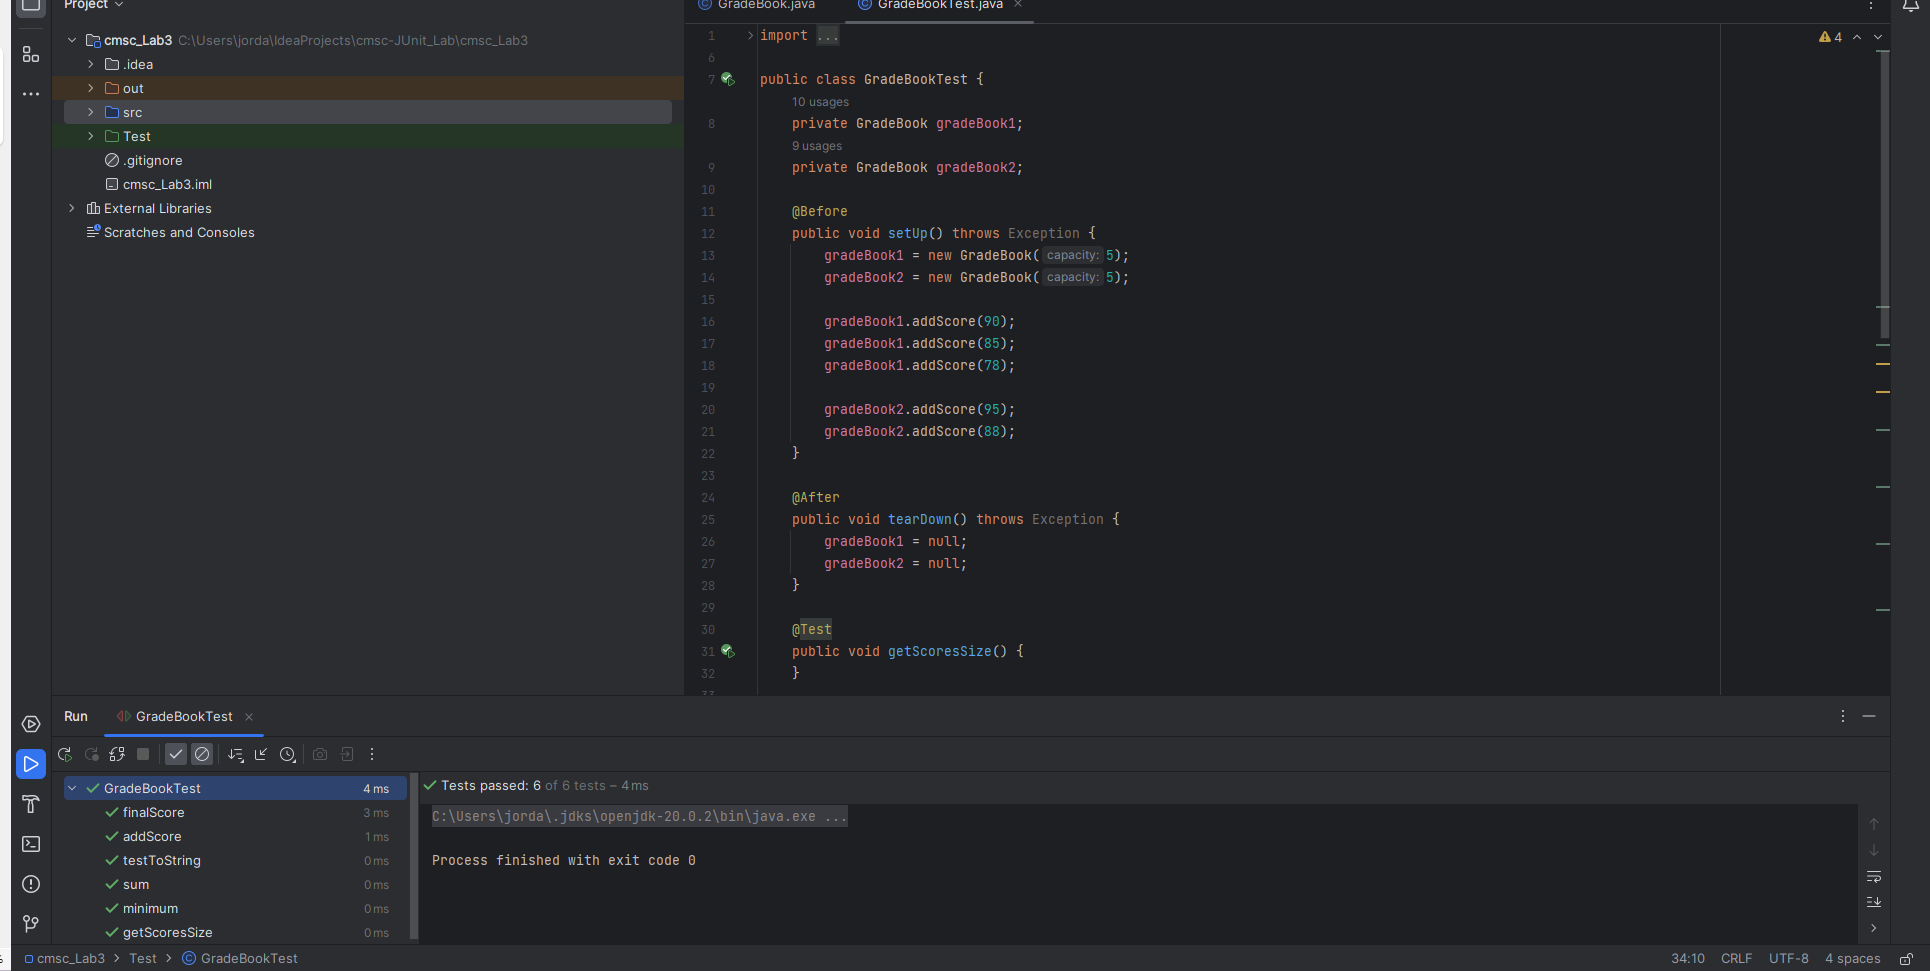 Project
cmsc_Lab3 C:\Users\jorda\IdeaProjects\cmsc-JUnit_Lab\cmsc_Lab3
.idea
out
src
Test
.gitignore
cmsc_Lab3.iml
External Libraries
Scratches and Consoles
GradeBook.java
GradeBookTest.java
4
1 import ...
6
7 public class GradeBookTest {
10 usages
8 private GradeBook gradeBook1;
9 usages
9 private GradeBook gradeBook2;
10
11 @Before
12 public void setUp() throws Exception {
13 gradeBook1 = new GradeBook( capacity: 5);
14 gradeBook2 = new GradeBook( capacity: 5);
15
16 gradeBook1.addScore(90);
17 gradeBook1.addScore(85);
18 gradeBook1.addScore(78);
19
20 gradeBook2.addScore(95);
21 gradeBook2.addScore(88);
22 }
23
24 @After
25 public void tearDown() throws Exception {
26 gradeBook1 = null;
27 gradeBook2 = null;
28 }
29
30 @Test
31 public void getScoresSize() {
32 }
33
Run GradeBookTest
GradeBookTest 4 ms
finalScore 3 ms
addScore 1 ms
testToString 0 ms
sum 0 ms
minimum 0 ms
getScoresSize 0 ms
Tests passed: 6 of 6 tests – 4 ms
C:\Users\jorda\.jdks\openjdk-20.0.2\bin\java.exe ...
Process finished with exit code 0
cmsc_Lab3 > Test > GradeBookTest
34:10 CRLF UTF-8 4 spaces